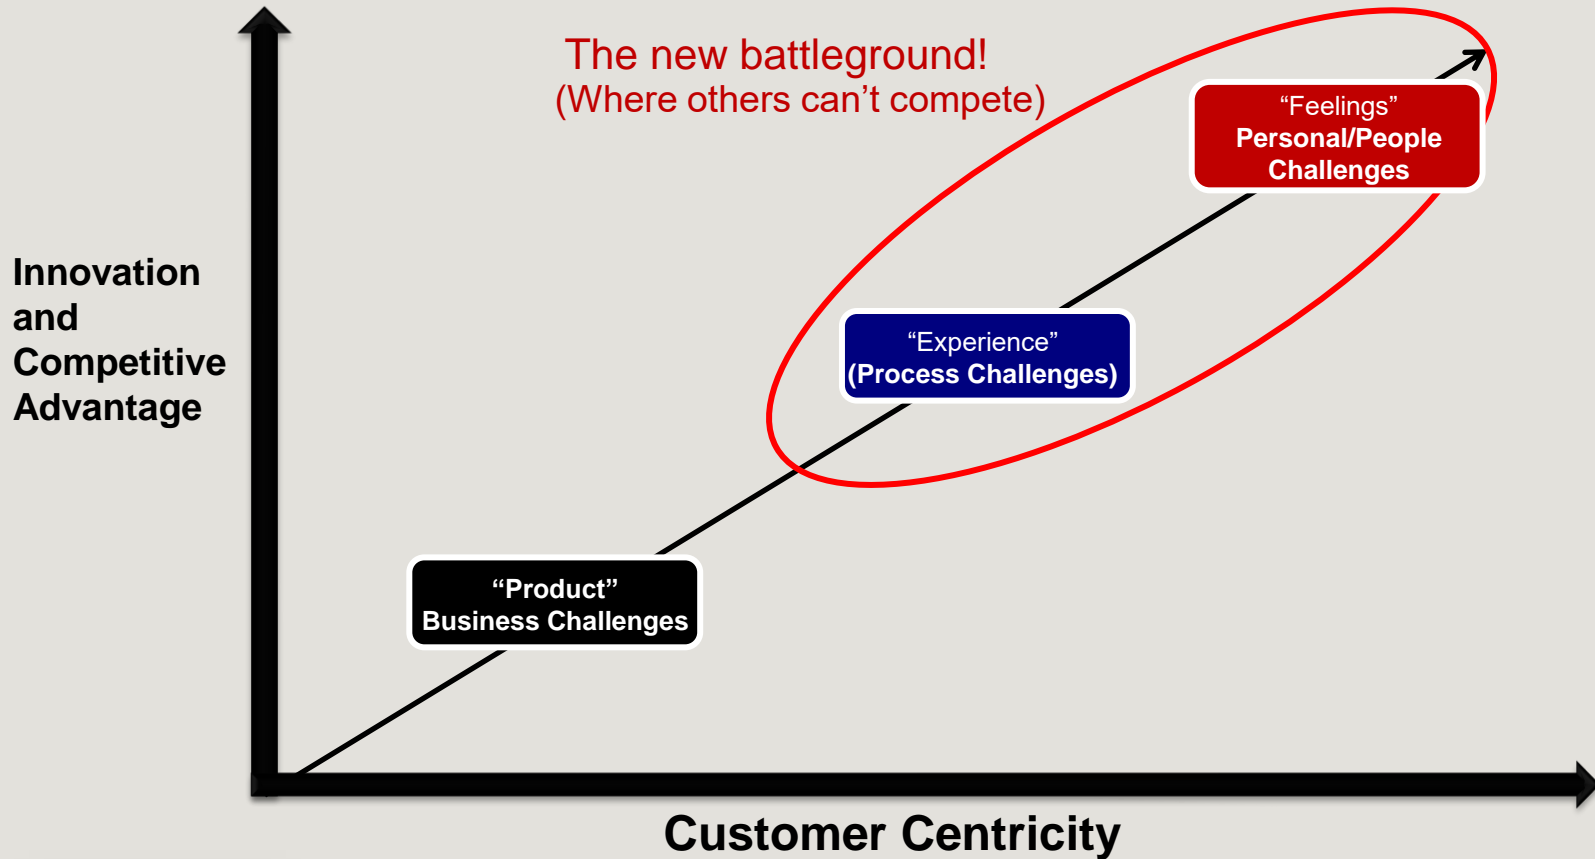 The new battleground!
(Where others can’t compete)
“Feelings”
Personal/People
Challenges
Innovation
and
Competitive
Advantage
“Experience”
(Process Challenges)
“Product”
Business Challenges
Customer Centricity